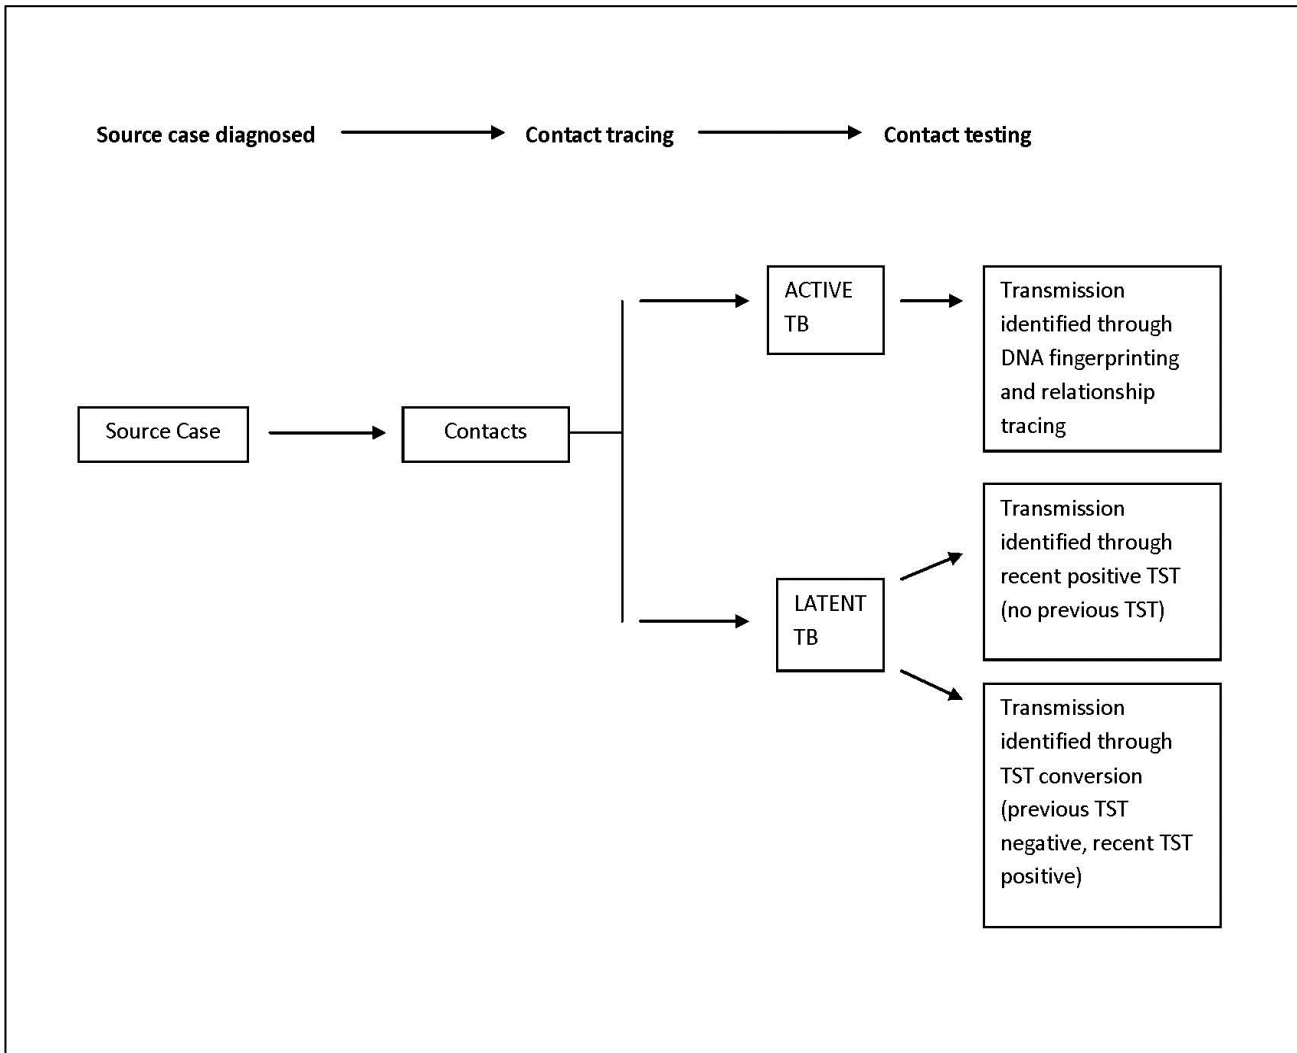 Source case diagnosed
Contact tracing
Contact testing
Source Case
Contacts
ACTIVE
TB
Transmission
identified through
DNA fingerprinting
and relationship
tracing
LATENT
TB
Transmission
identified through
recent positive TST
(no previous TST)
Transmission
identified through
TST conversion
(previous TST
negative, recent TST
positive)